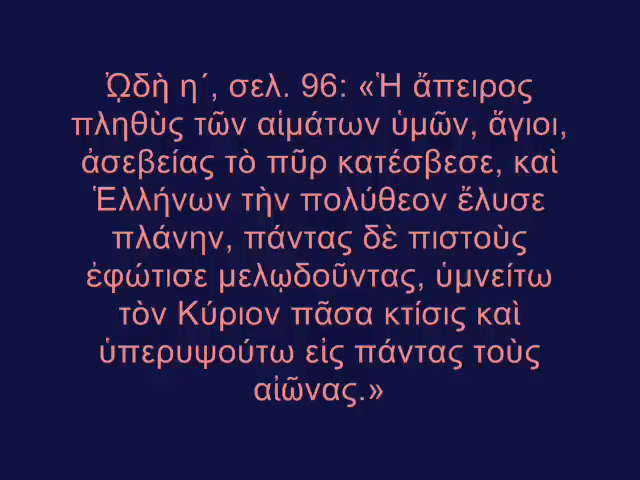 ᾨδὴ η΄, σελ. 96: «Ἡ ἄπειρος
πληθὺς τῶν αἱμάτων ὑμῶν, ἅγιοι,
ἀσεβείας τὸ πῦρ κατέσβεσε, καὶ
Ἑλλήνων τὴν πολύθεον ἔλυσε
πλάνην, πάντας δὲ πιστοὺς
ἐφώτισε μελῳδοῦντας, ὑμνείτω
τὸν Κύριον πᾶσα κτίσις καὶ
ὑπερυψούτω εἰς πάντας τοὺς
αἰῶνας.»